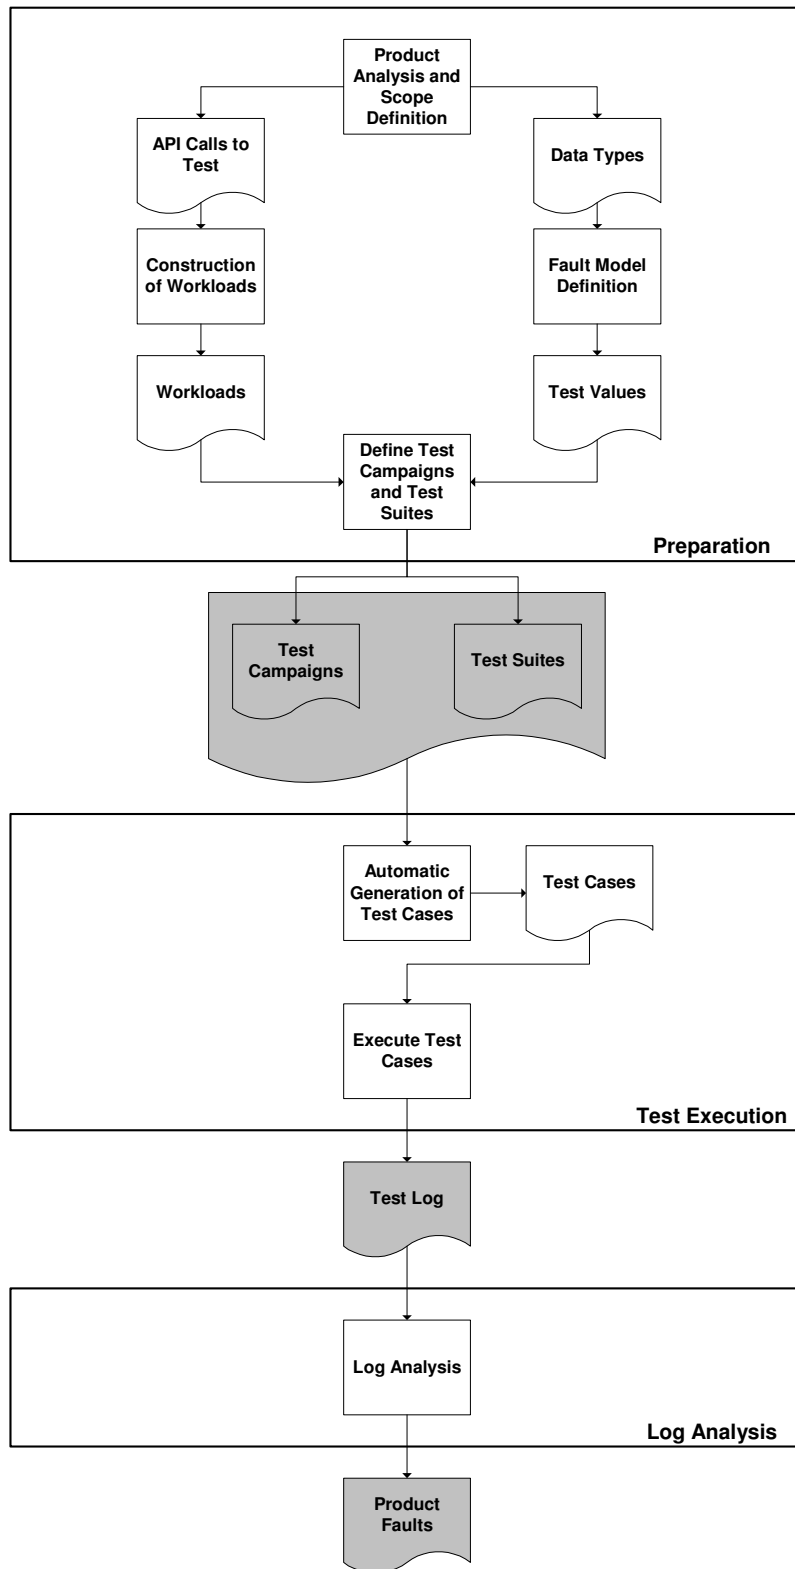 Product
Analysis and
Scope
Definition
API Calls to
Test
Data Types
Construction
of Workloads
Fault Model
Definition
Workloads
Test Values
Define Test
Campaigns
and Test
Suites
Preparation
Test
Campaigns
Test Suites
Automatic
Generation of
Test Cases
Test Cases
Execute Test
Cases
Test Execution
Test Log
Log Analysis
Log Analysis
Product
Faults